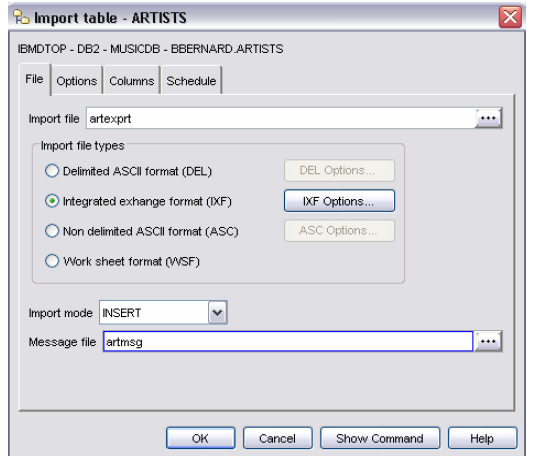 Import table - ARTISTS
IBMDTOP - DB2 - MUSICDB - BBERNARD.ARTISTS
File Options Columns Schedule
Import file artexprt ...
Import file types
Delimited ASCII format (DEL) DEL Options...
Integrated exhange format (IXF) IXF Options...
Non delimited ASCII format (ASC) ASC Options...
Work sheet format (WSF)
Import mode INSERT
Message file artmsg ...
OK Cancel Show Command Help